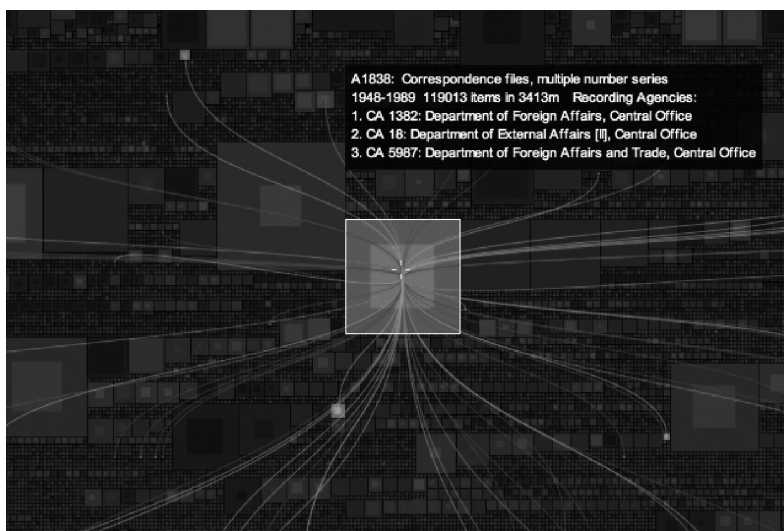 A1838: Correspondence files, multiple number series
1948-1989 119013 items in 3413m Recording Agencies:
1. CA 1382: Department of Foreign Affairs, Central Office
2. CA 18: Department of External Affairs [II], Central Office
3. CA 5987: Department of Foreign Affairs and Trade, Central Office